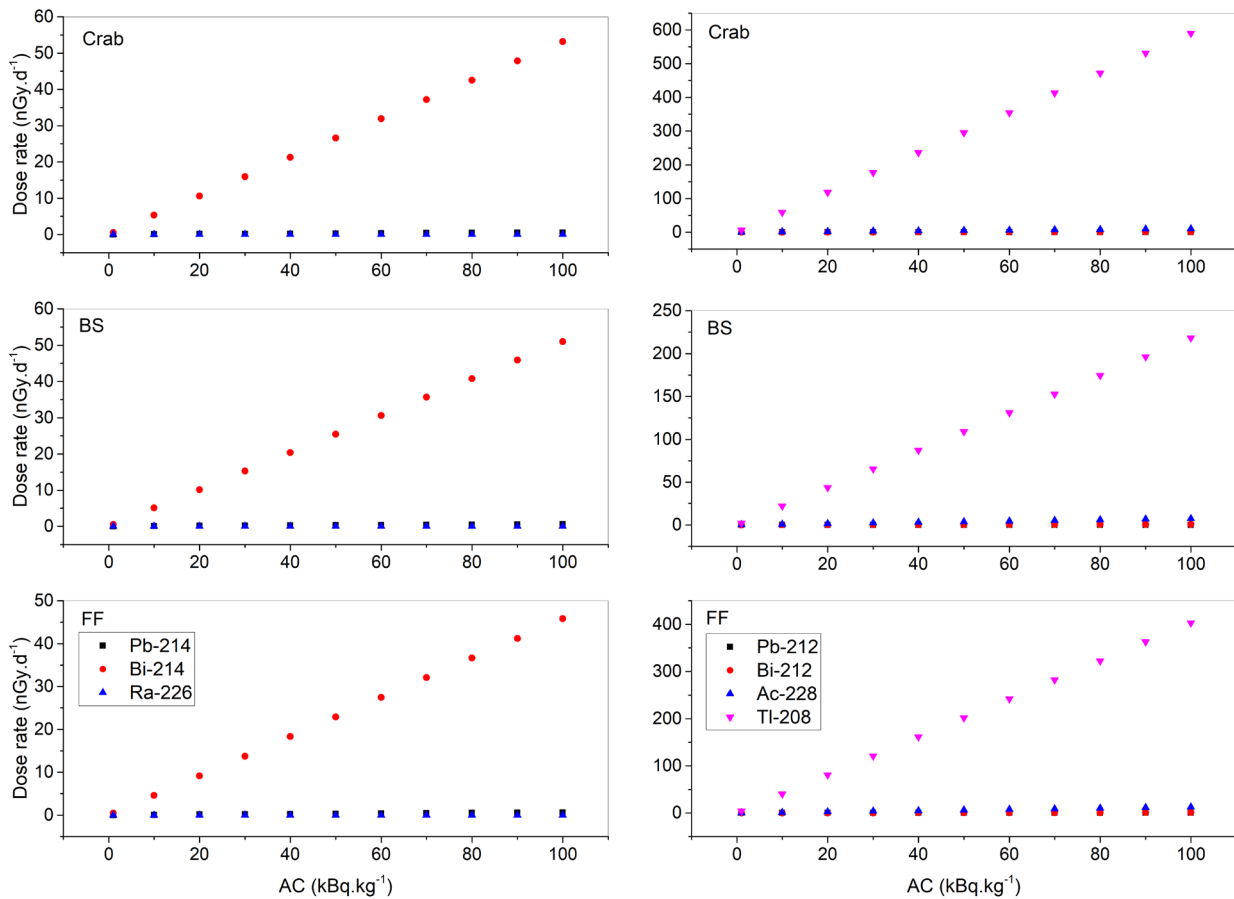 Crab
60
50
40
30
20
10
0
Dose rate (nGy.d⁻¹)
0 20 40 60 80 100
Crab
600
500
400
300
200
100
0
0 20 40 60 80 100
BS
60
50
40
30
20
10
0
Dose rate (nGy.d⁻¹)
0 20 40 60 80 100
BS
250
200
150
100
50
0
0 20 40 60 80 100
FF
Pb-214
Bi-214
Ra-226
50
40
30
20
10
0
Dose rate (nGy.d⁻¹)
0 20 40 60 80 100
AC (kBq.kg⁻¹)
FF
Pb-212
Bi-212
Ac-228
Tl-208
400
300
200
100
0
0 20 40 60 80 100
AC (kBq.kg⁻¹)